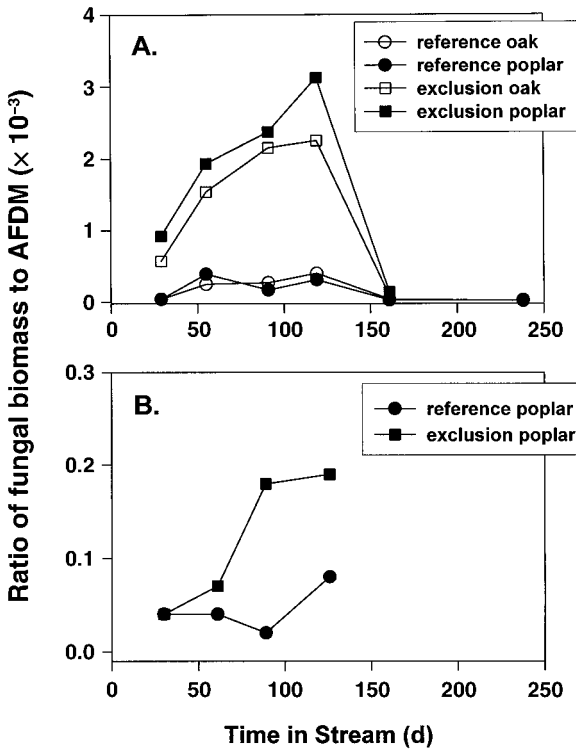 Ratio of fungal biomass to AFDM (× 10⁻³)
A.
reference oak
reference poplar
exclusion oak
exclusion poplar
4
3
2
1
0
0 50 100 150 200 250
B.
reference poplar
exclusion poplar
0.3
0.2
0.1
0.0
0 50 100 150 200 250
Time in Stream (d)